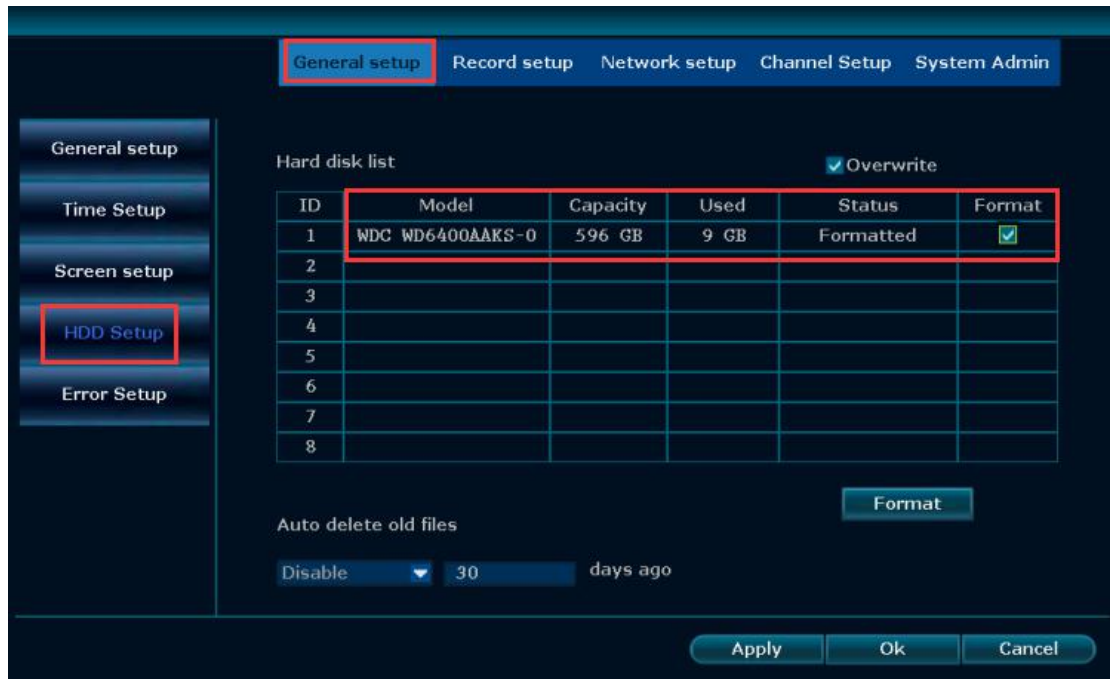 General setup Record setup Network setup Channel Setup System Admin
General setup
Time Setup
Screen setup
HDD Setup
Error Setup
Hard disk list Overwrite
ID Model Capacity Used Status Format
1 WDC WD6400AAKS-0 596 GB 9 GB Formatted
2
3
4
5
6
7
8
Format
Auto delete old files
Disable 30 days ago
Apply Ok Cancel